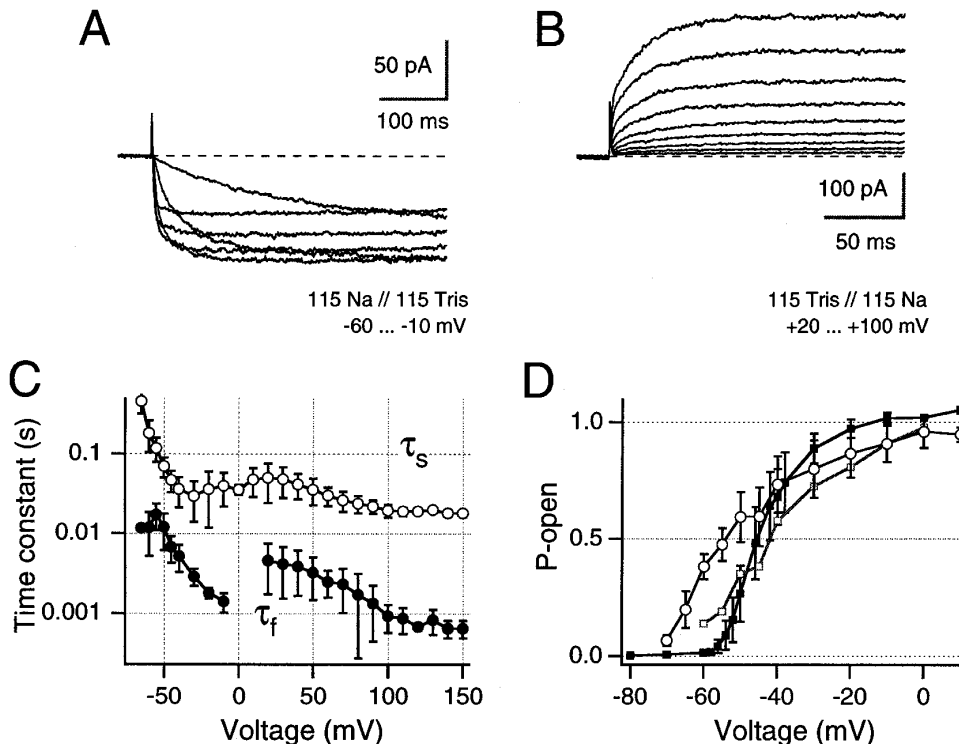 A
50 pA
100 ms
115 Na // 115 Tris
-60 ... -10 mV
B
100 pA
50 ms
115 Tris // 115 Na
+20 ... +100 mV
C
Time constant (s)
0.1
0.01
0.001
τs
τf
-50
0
50
100
150
Voltage (mV)
D
P-open
1.0
0.5
0.0
-80
-60
-40
-20
0
Voltage (mV)